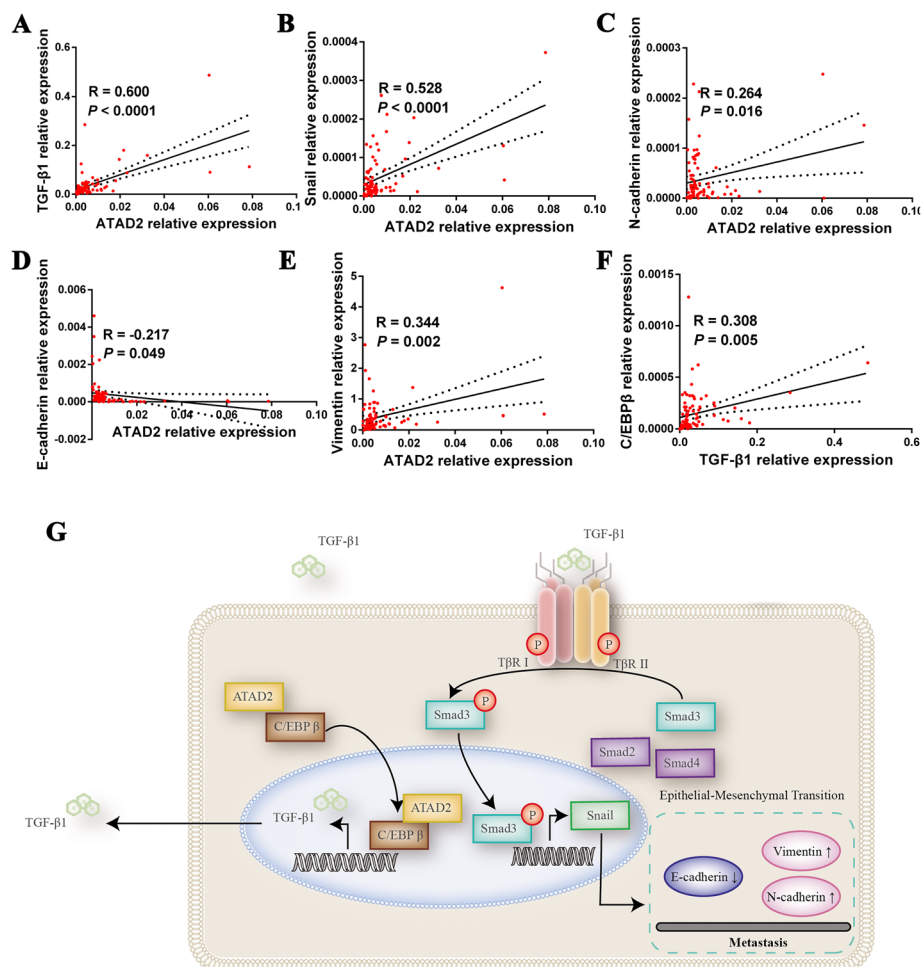 A
TGF-β1 relative expression
0.6
0.4
0.2
0.0
R = 0.600
P < 0.0001
0.00 0.02 0.04 0.06 0.08 0.10
ATAD2 relative expression
B
Snail relative expression
0.0004
0.0003
0.0002
0.0001
0.0000
R = 0.528
P < 0.0001
0.00 0.02 0.04 0.06 0.08 0.10
ATAD2 relative expression
C
N-cadherin relative expression
0.0003
0.0002
0.0001
0.0000
R = 0.264
P = 0.016
0.00 0.02 0.04 0.06 0.08 0.10
ATAD2 relative expression
D
E-cadherin relative expression
0.006
0.004
0.002
0.000
-0.002
R = -0.217
P = 0.049
0.02 0.04 0.06 0.08 0.10
ATAD2 relative expression
E
Vimentin relative expression
5
4
3
2
1
0
R = 0.344
P = 0.002
0.00 0.02 0.04 0.06 0.08 0.10
ATAD2 relative expression
F
C/EBPβ relative expression
0.0015
0.0010
0.0005
0.0000
R = 0.308
P = 0.005
0.0 0.2 0.4 0.6
TGF-β1 relative expression
G
TGF-β1
TGF-β1
P
P
TβR I
TβR II
ATAD2
C/EBP β
Smad3
P
Smad3
Smad2
Smad4
TGF-β1
TGF-β1
ATAD2
C/EBP β
Smad3
P
Snail
Epithelial-Mesenchymal Transition
Vimentin ↑
E-cadherin ↓
N-cadherin ↑
Metastasis